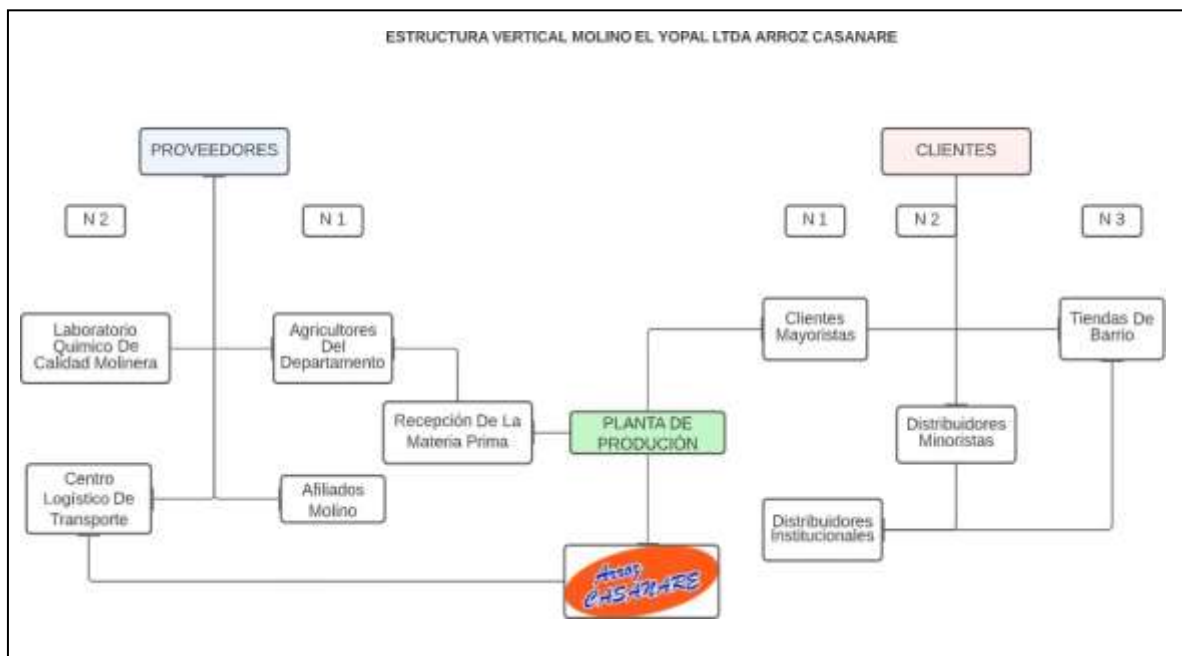 ESTRUCTURA VERTICAL MOLINO EL YOPAL LTDA ARROZ CASANARE
PROVEEDORES
CLIENTES
N 2
N 1
N 1
N 2
N 3
Laboratorio
Químico De
Calidad Molinera
Agricultores
Del
Departamento
Clientes
Mayoristas
Tiendas De
Barrio
Recepción De La
Materia Prima
PLANTA DE
PRODUCIÓN
Distribuidores
Minoristas
Centro
Logístico De
Transporte
Afiliados
Molino
Distribuidores
Institucionales
Arroz
CASANARE